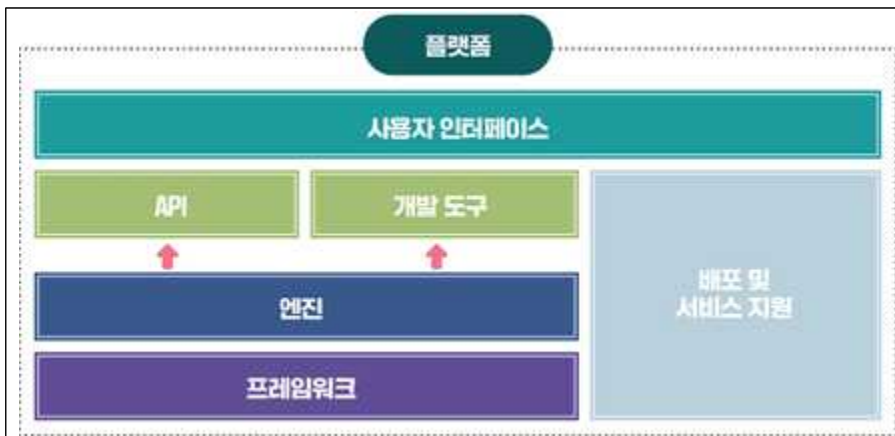 플랫폼
사용자 인터페이스
API
개발 도구
엔진
프레임워크
배포 및
서비스 지원